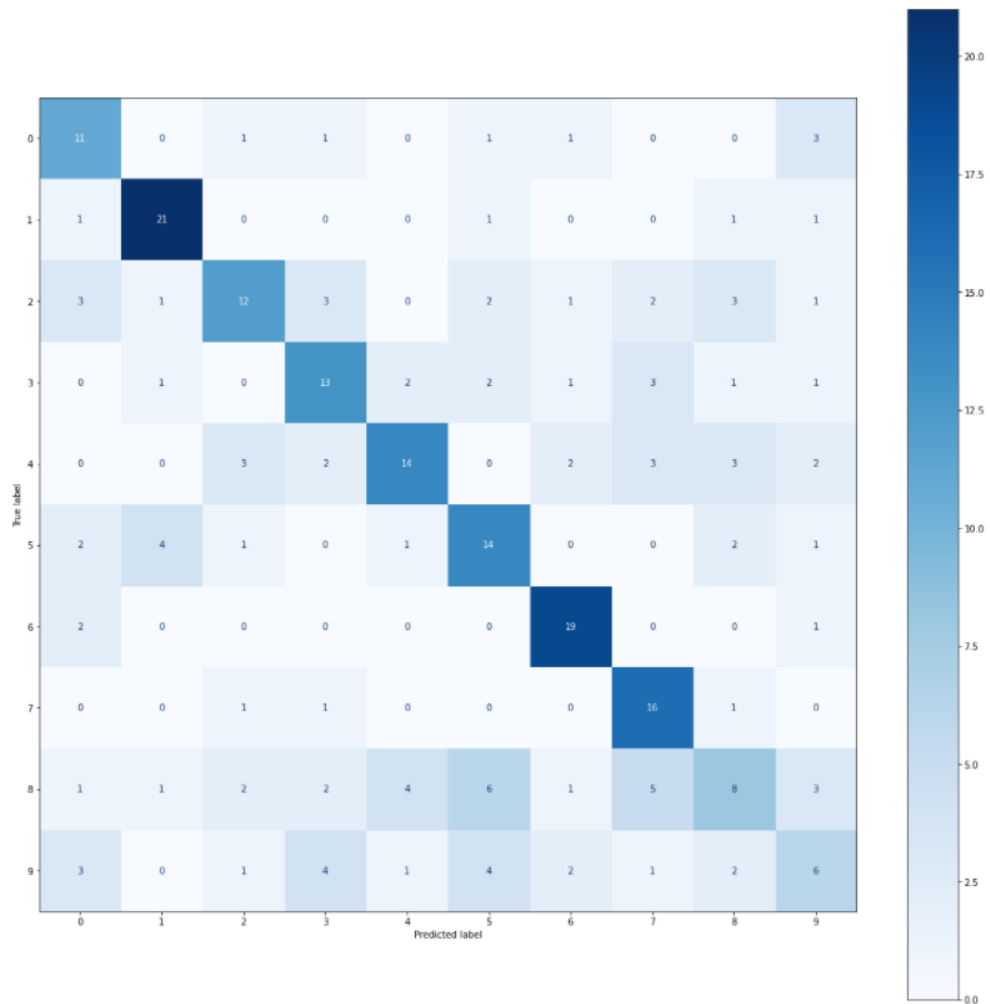 20.0
0 11 0 1 1 0 1 1 0 0 3
17.5
1 1 21 0 0 0 1 0 0 1 1
2 3 1 12 3 0 2 1 2 3 1
15.0
3 0 1 0 13 2 2 1 3 1 1
12.5
4 0 0 3 2 14 0 2 3 3 2
True label
10.0
5 2 4 1 0 1 14 0 0 2 1
6 2 0 0 0 0 0 19 0 0 1
7.5
7 0 0 1 1 0 0 0 16 1 0
5.0
8 1 1 2 2 4 6 1 5 8 3
9 3 0 1 4 1 4 2 1 2 6
2.5
0 1 2 3 4 5 6 7 8 9
Predicted label
0.0